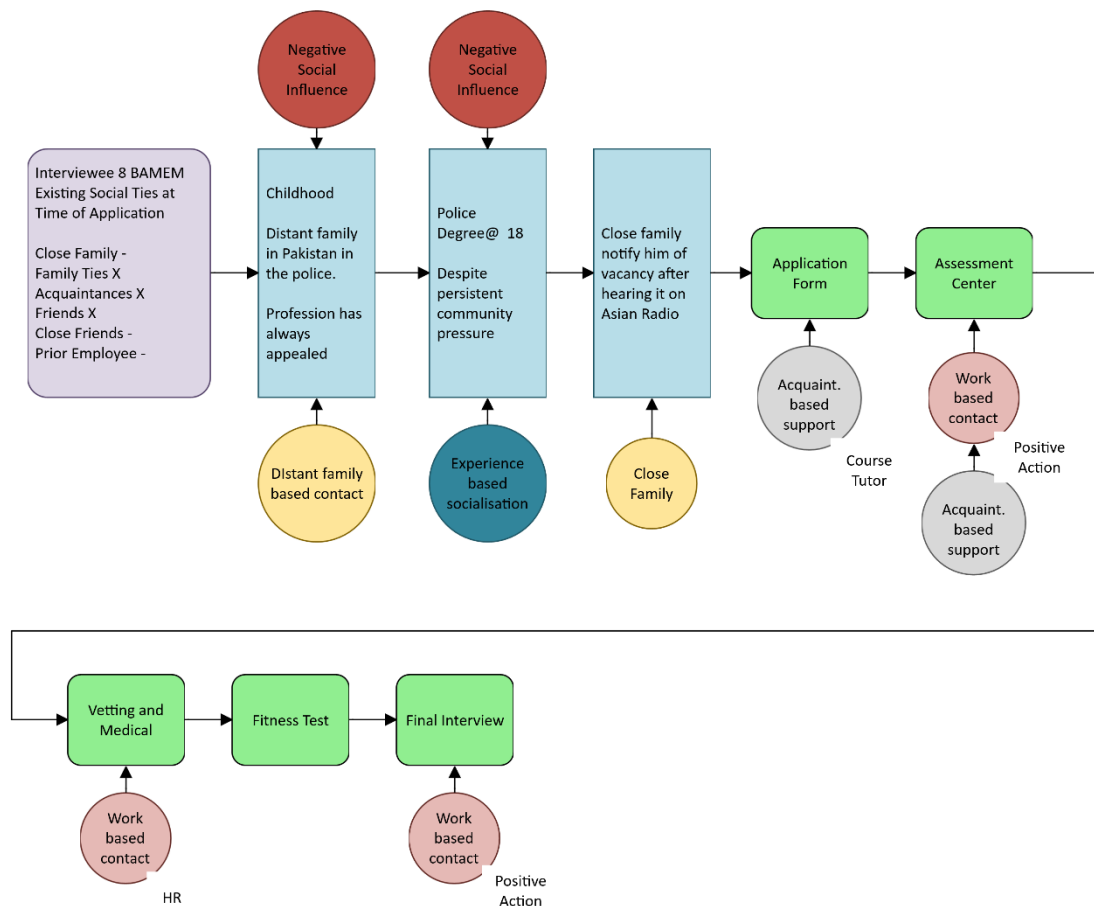 Negative
Social
Influence
Negative
Social
Influence
Interviewee 8 BAMEM
Existing Social Ties at
Time of Application
Close Family -
Family Ties X
Acquaintances X
Friends X
Close Friends -
Prior Employee -
Childhood
Distant family
in Pakistan in
the police.
Profession has
always
appealed
Police
Degree@  18
Despite
persistent
community
pressure
Close family
notify him of
vacancy after
hearing it on
Asian Radio
Application
Form
Assessment
Center
DIstant family
based contact
Experience
based
socialisation
Close
Family
Acquaint.
based
support
Course
Tutor
Work
based
contact
Positive
Action
Acquaint.
based
support
Vetting and
Medical
Fitness Test
Final Interview
Work
based
contact
HR
Work
based
contact
Positive
Action